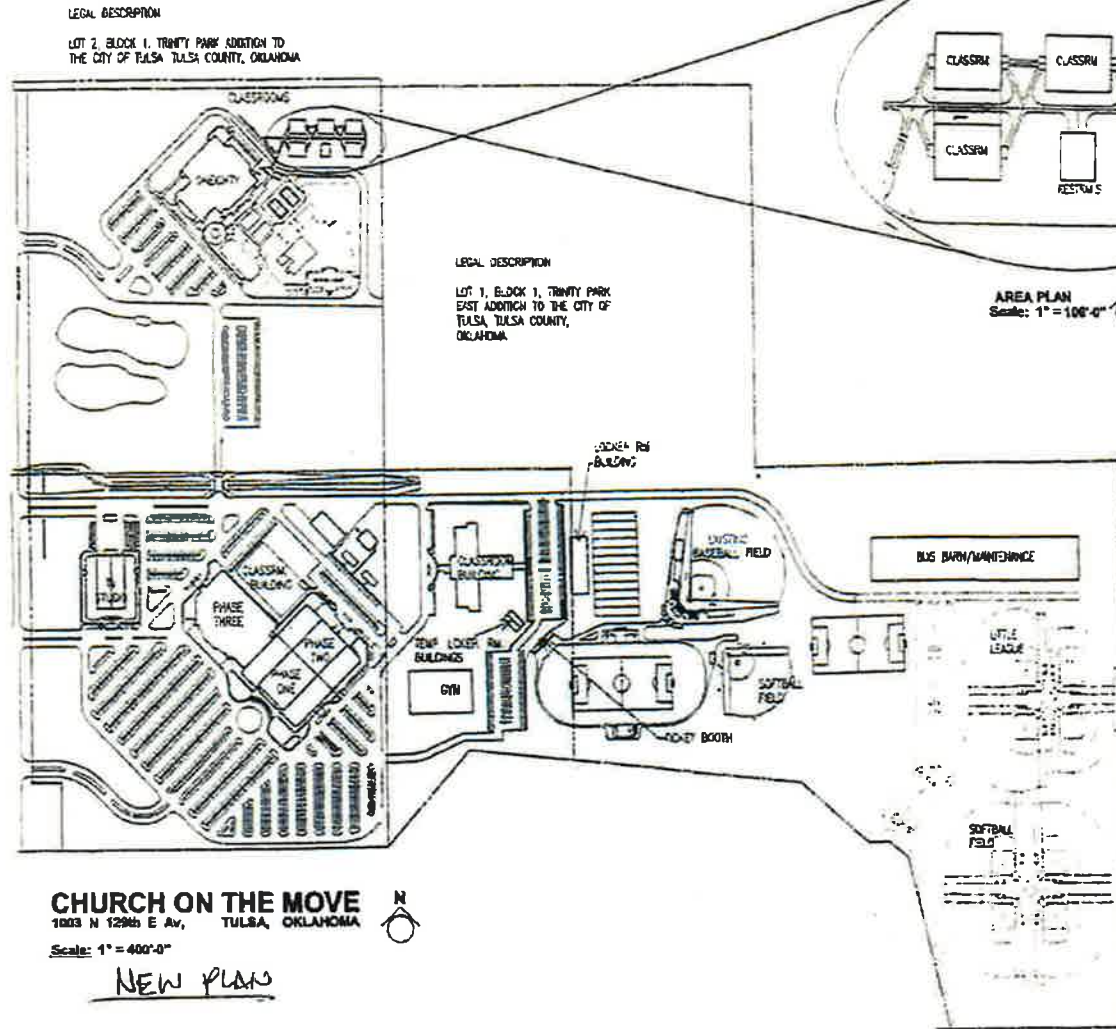 LEGAL DESCRIPTION
LOT 2, BLOCK 1, TRINITY PARK ADDITION TO
THE CITY OF TULSA TULSA COUNTY, OKLAHOMA
CLASSROOMS
ONEIGHTY
CLASSRM
CLASSRM
CLASSRM
RESTRM'S
AREA PLAN
Scale: 1" = 100'-0"
LEGAL DESCRIPTION
LOT 1, BLOCK 1, TRINITY PARK
EAST ADDITION TO THE CITY OF
TULSA, TULSA COUNTY,
OKLAHOMA
LOCKER RM
BUILDING
EXISTING
BASEBALL FIELD
BUS BARN/MAINTENANCE
CLASSROOM
BUILDING
CLASSRM
BUILDING
STUDIO
PHASE
THREE
PHASE
TWO
PHASE
ONE
TEMP LOKER RM
BUILDINGS
GYM
LITTLE
LEAGUE
SOFTBALL
FIELD
TICKET BOOTH
SOFTBALL
FIELD
CHURCH ON THE MOVE
1003 N 129th E Av, TULSA, OKLAHOMA
N
Scale: 1" = 400'-0"
NEW PLAN